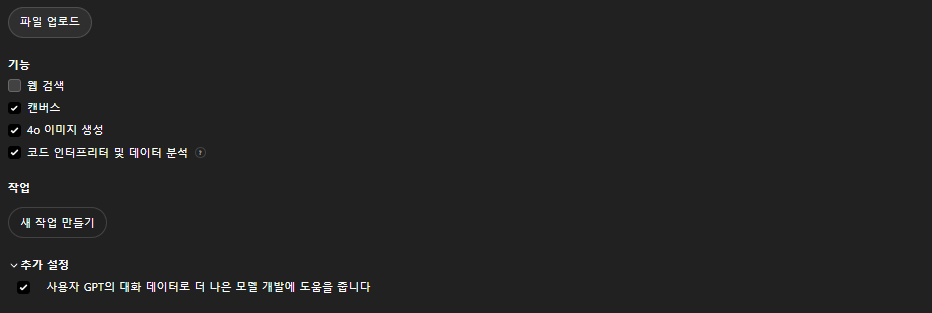 파일 업로드
기능
웹 검색
캔버스
4o 이미지 생성
코드 인터프리터 및 데이터 분석 ?
작업
새 작업 만들기
추가 설정
사용자 GPT의 대화 데이터로 더 나은 모델 개발에 도움을 줍니다